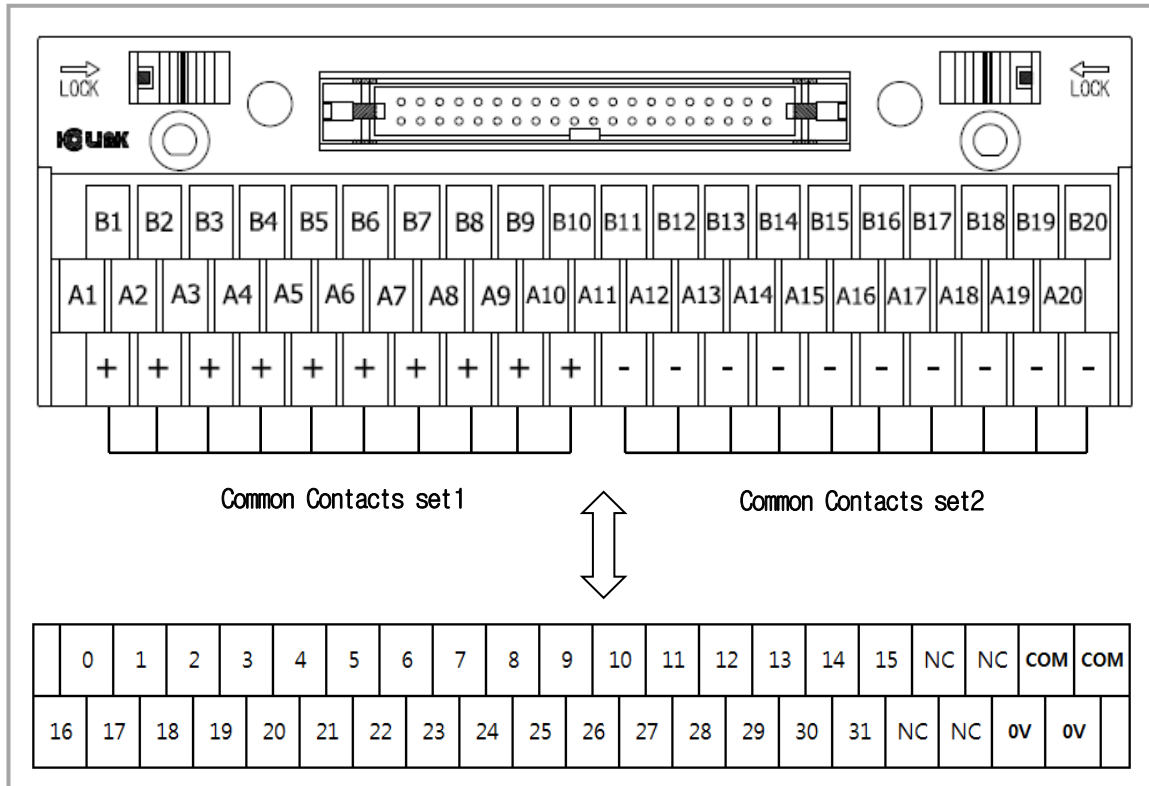 LOCK LOCK
B1 B2 B3 B4 B5 B6 B7 B8 B9 B10 B11 B12 B13 B14 B15 B16 B17 B18 B19 B20
A1 A2 A3 A4 A5 A6 A7 A8 A9 A10 A11 A12 A13 A14 A15 A16 A17 A18 A19 A20
+ + + + + + + + + + - - - - - - - - - -
Common Contacts set1 Common Contacts set2
0 1 2 3 4 5 6 7 8 9 10 11 12 13 14 15 NC NC COM COM
16 17 18 19 20 21 22 23 24 25 26 27 28 29 30 31 NC NC 0V 0V